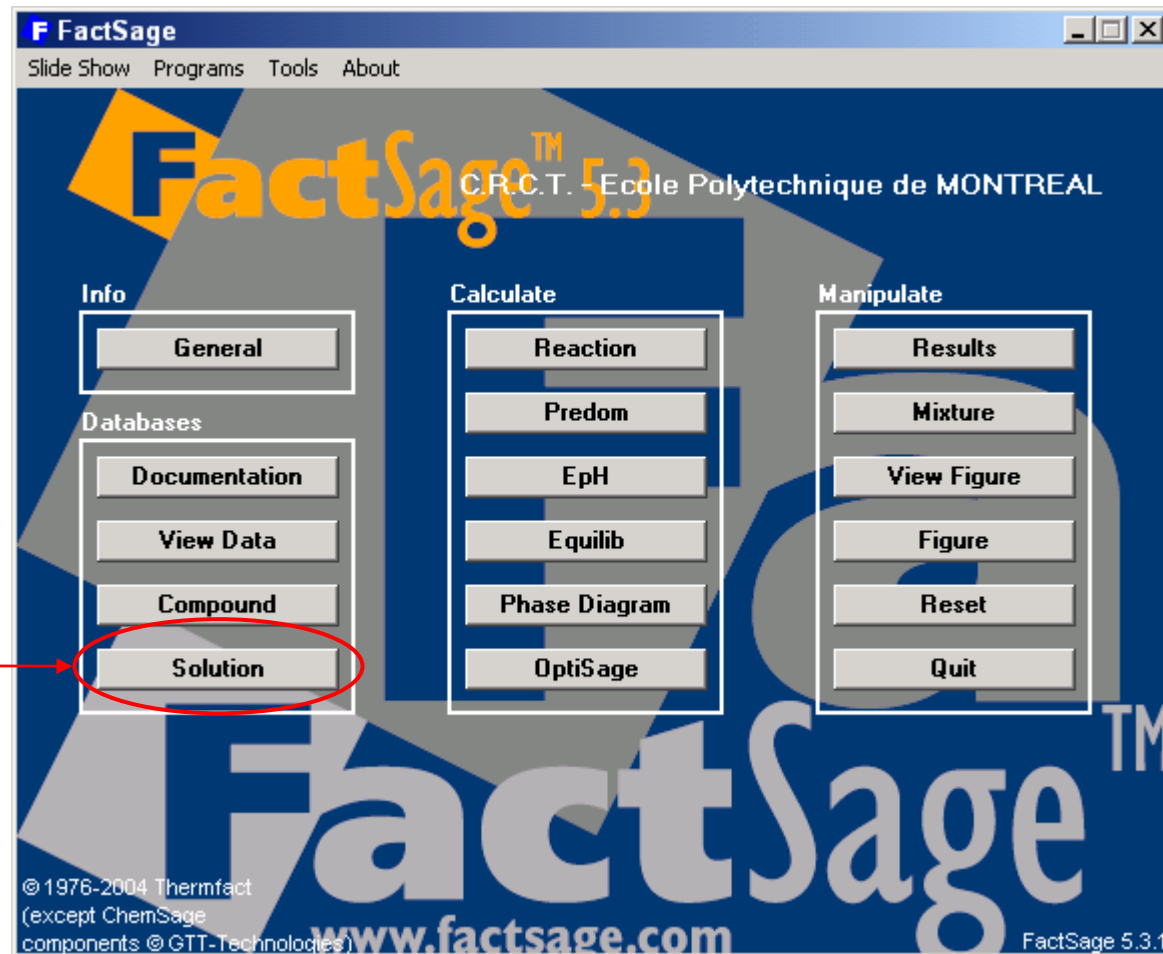 FactSage
Slide Show Programs Tools About
FactSage™ 5.3
C.R.C.T. - Ecole Polytechnique de MONTREAL
Info
General
Databases
Documentation
View Data
Compound
Solution
Calculate
Reaction
Predom
EpH
Equilib
Phase Diagram
OptiSage
Manipulate
Results
Mixture
View Figure
Figure
Reset
Quit
FactSage™
© 1976-2004 Thermfact
(except ChemSage
components © GTT-Technologies)
www.factsage.com
FactSage 5.3.1